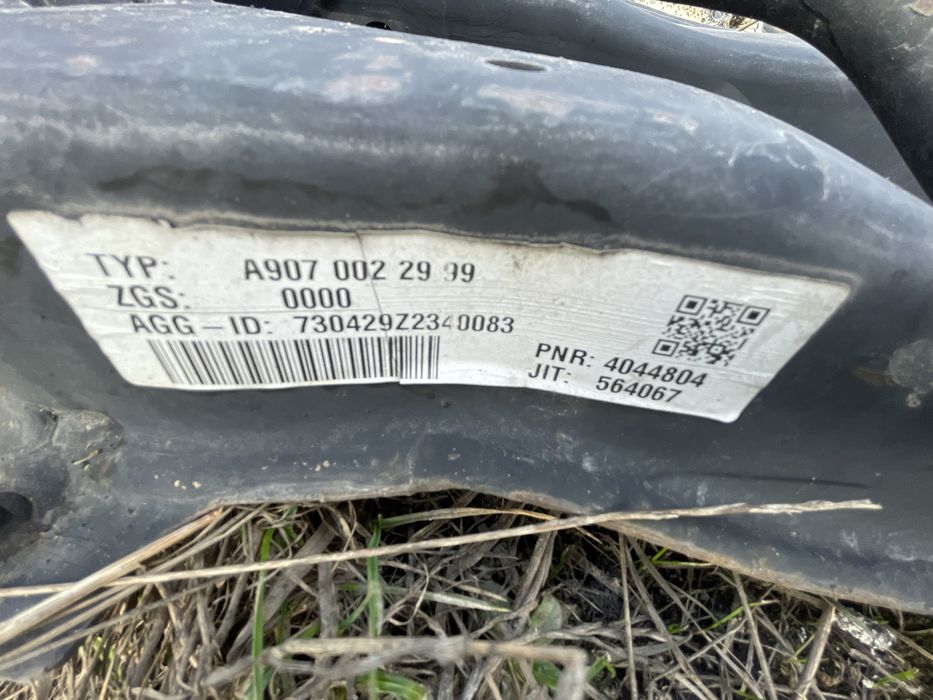 TYP: A907 002 29 99
ZGS: 0000
AGG-ID: 730429Z2340083
PNR: 4044804
JIT: 564067